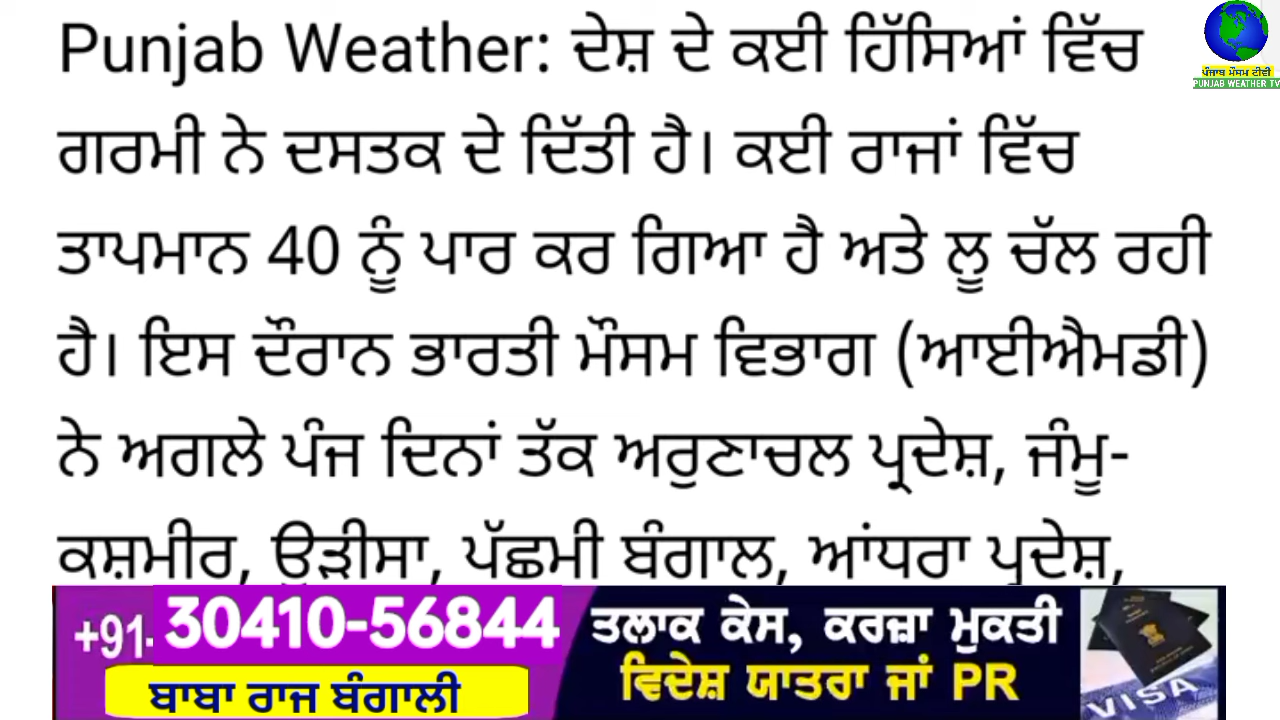 Punjab Weather: ਦੇਸ਼ ਦੇ ਕਈ ਹਿੱਸਿਆਂ ਵਿੱਚ
ਗਰਮੀ ਨੇ ਦਸਤਕ ਦੇ ਦਿੱਤੀ ਹੈ। ਕਈ ਰਾਜਾਂ ਵਿੱਚ
ਤਾਪਮਾਨ 40 ਨੂੰ ਪਾਰ ਕਰ ਗਿਆ ਹੈ ਅਤੇ ਲੂ ਚੱਲ ਰਹੀ
ਹੈ। ਇਸ ਦੌਰਾਨ ਭਾਰਤੀ ਮੌਸਮ ਵਿਭਾਗ (ਆਈਐਮਡੀ)
ਨੇ ਅਗਲੇ ਪੰਜ ਦਿਨਾਂ ਤੱਕ ਅਰੁਣਾਚਲ ਪ੍ਰਦੇਸ਼, ਜੰਮੂ-
ਕਸ਼ਮੀਰ, ਉੜੀਸਾ, ਪੱਛਮੀ ਬੰਗਾਲ, ਆਂਧਰਾ ਪ੍ਰਦੇਸ਼,
ਪੰਜਾਬ ਮੌਸਮ ਟੀਵੀ
PUNJAB WEATHER TV
+91- 30410-56844
ਬਾਬਾ ਰਾਜ ਬੰਗਾਲੀ
ਤਲਾਕ ਕੇਸ, ਕਰਜ਼ਾ ਮੁਕਤੀ
ਵਿਦੇਸ਼ ਯਾਤਰਾ ਜਾਂ PR
VISA